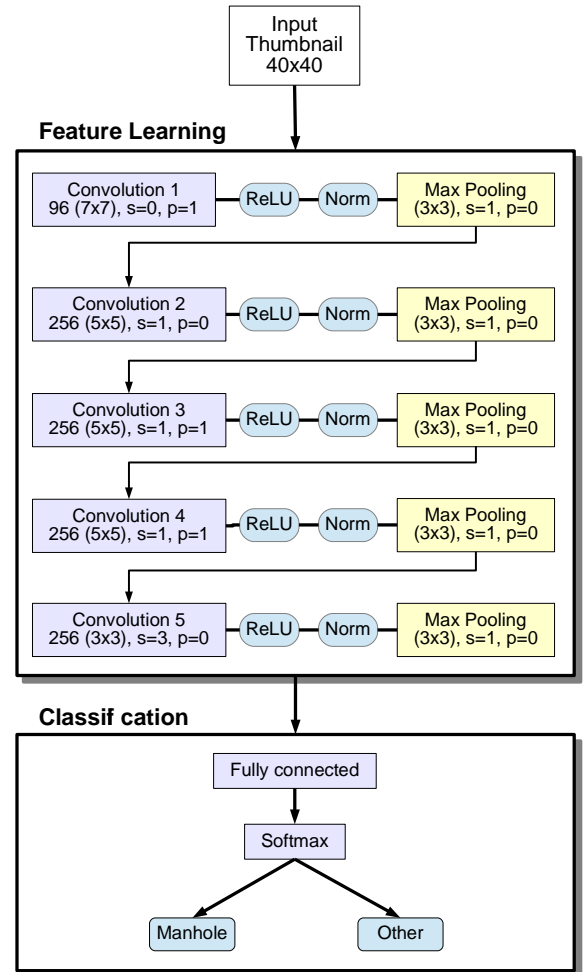 Input
Thumbnail
40x40
Feature Learning
Convolution 1
96 (7x7), s=0, p=1
ReLU
Norm
Max Pooling
(3x3), s=1, p=0
Convolution 2
256 (5x5), s=1, p=0
ReLU
Norm
Max Pooling
(3x3), s=1, p=0
Convolution 3
256 (5x5), s=1, p=1
ReLU
Norm
Max Pooling
(3x3), s=1, p=0
Convolution 4
256 (5x5), s=1, p=1
ReLU
Norm
Max Pooling
(3x3), s=1, p=0
Convolution 5
256 (3x3), s=3, p=0
ReLU
Norm
Max Pooling
(3x3), s=1, p=0
Classif cation
Fully connected
Softmax
Manhole
Other